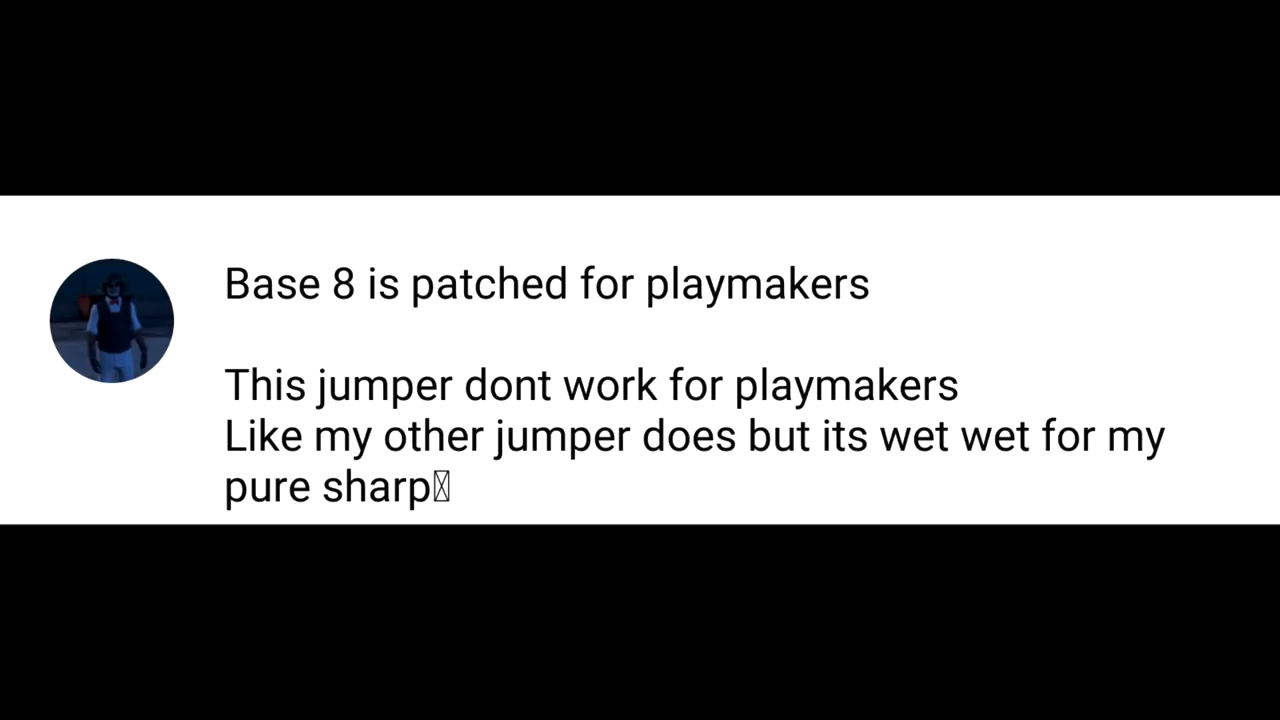 Base 8 is patched for playmakers
This jumper dont work for playmakers
Like my other jumper does but its wet wet for my
pure sharp